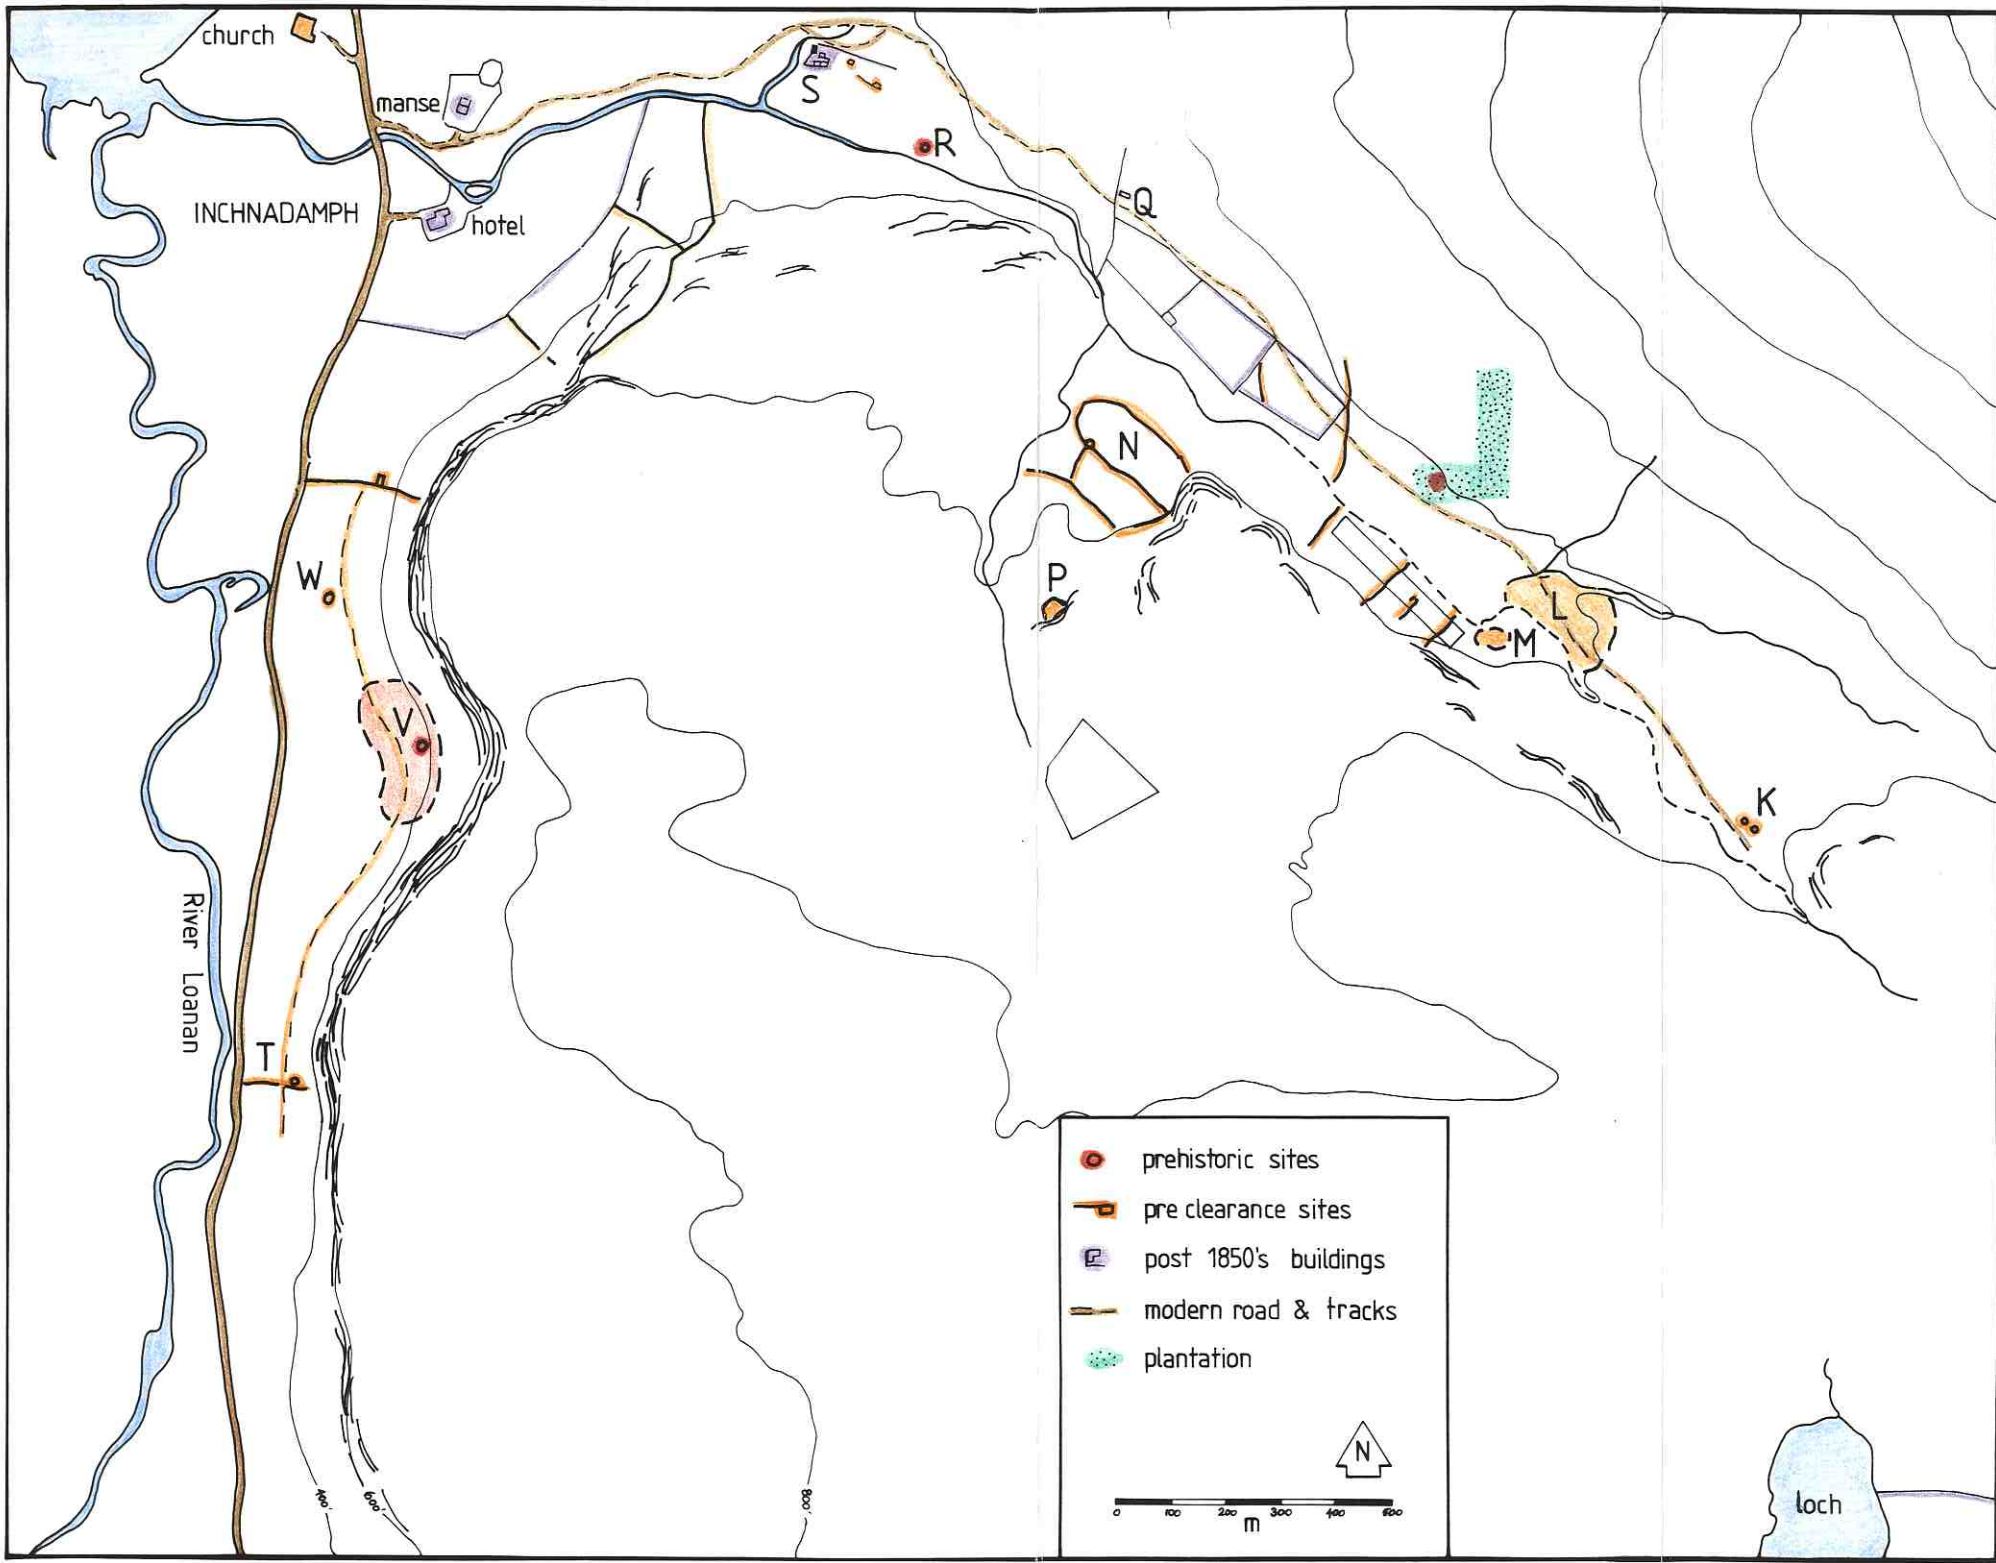 church
manse
S
R
INCHNADAMPH
hotel
Q
N
W
P
L
M
V
K
River Loanan
T
prehistoric sites
pre clearance sites
post 1850's buildings
modern road & tracks
plantation
N
0 100 200 300 400 500
m
400'
600'
800'
loch